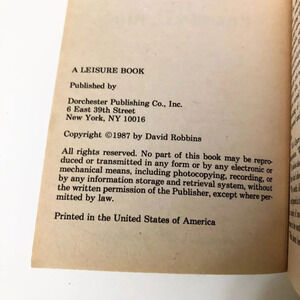 A LEISURE BOOK
Published by
Dorchester Publishing Co., Inc.
6 East 39th Street
New York, NY 10016
Copyright ©1987 by David Robbins
All rights reserved. No part of this book may be repro-
duced or transmitted in any form or by any electronic or
mechanical means, including photocopying, recording, or
by any information storage and retrieval system, without
the written permission of the Publisher, except where per-
mitted by law.
Printed in the United States of America